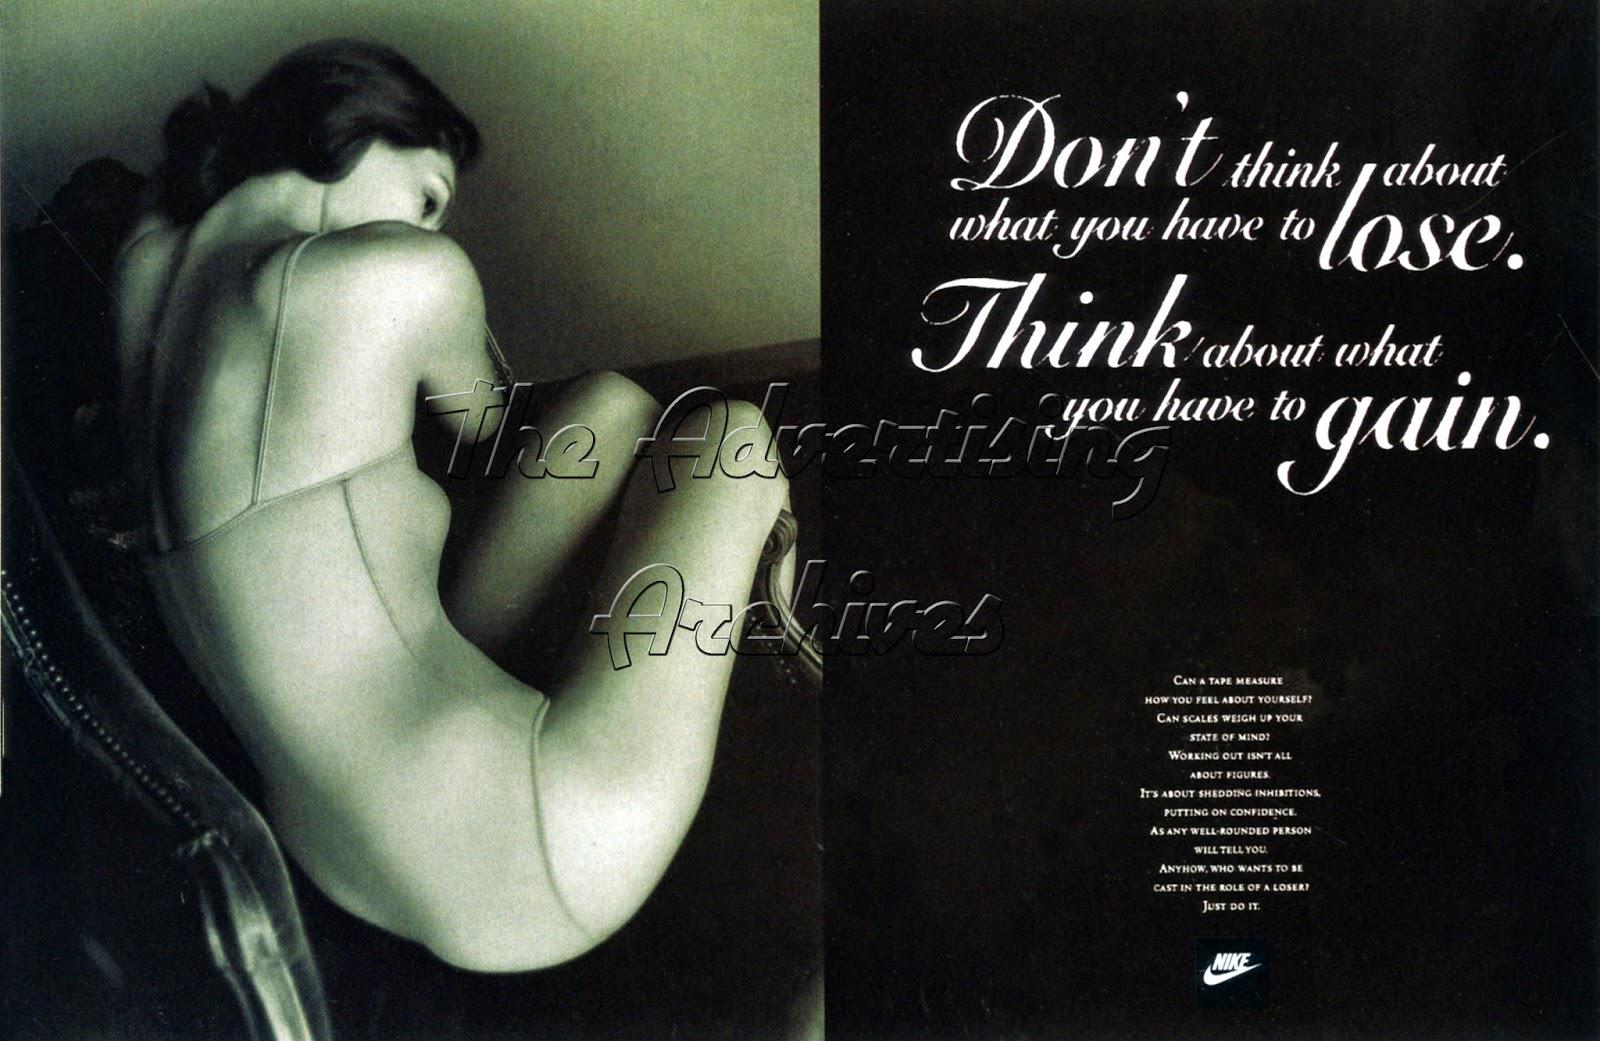 Don't think about
what you have to lose.
Think about what
you have to gain.
The Advertising
Archives
CAN A TAPE MEASURE
HOW YOU FEEL ABOUT YOURSELF?
CAN SCALES WEIGH UP YOUR
STATE OF MIND?
WORKING OUT ISN'T ALL
ABOUT FIGURES.
IT'S ABOUT SHEDDING INHIBITIONS,
PUTTING ON CONFIDENCE.
AS ANY WELL-ROUNDED PERSON
WILL TELL YOU.
ANYHOW, WHO WANTS TO BE
CAST IN THE ROLE OF A LOSER?
JUST DO IT.
NIKE